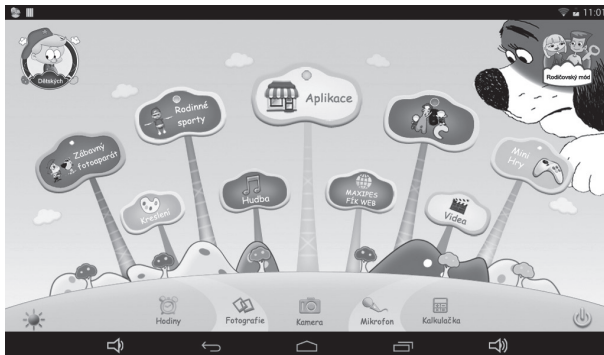 11:01
Dětských
Rodičovský mód
Aplikace
Rodinné
sporty
Zábavný
fotoaparát
Mini
Hry
Kreslení
Hudba
MAXIPES
FÍK WEB
Videa
Hodiny
Fotografie
Kamera
Mikrofon
Kalkulačka